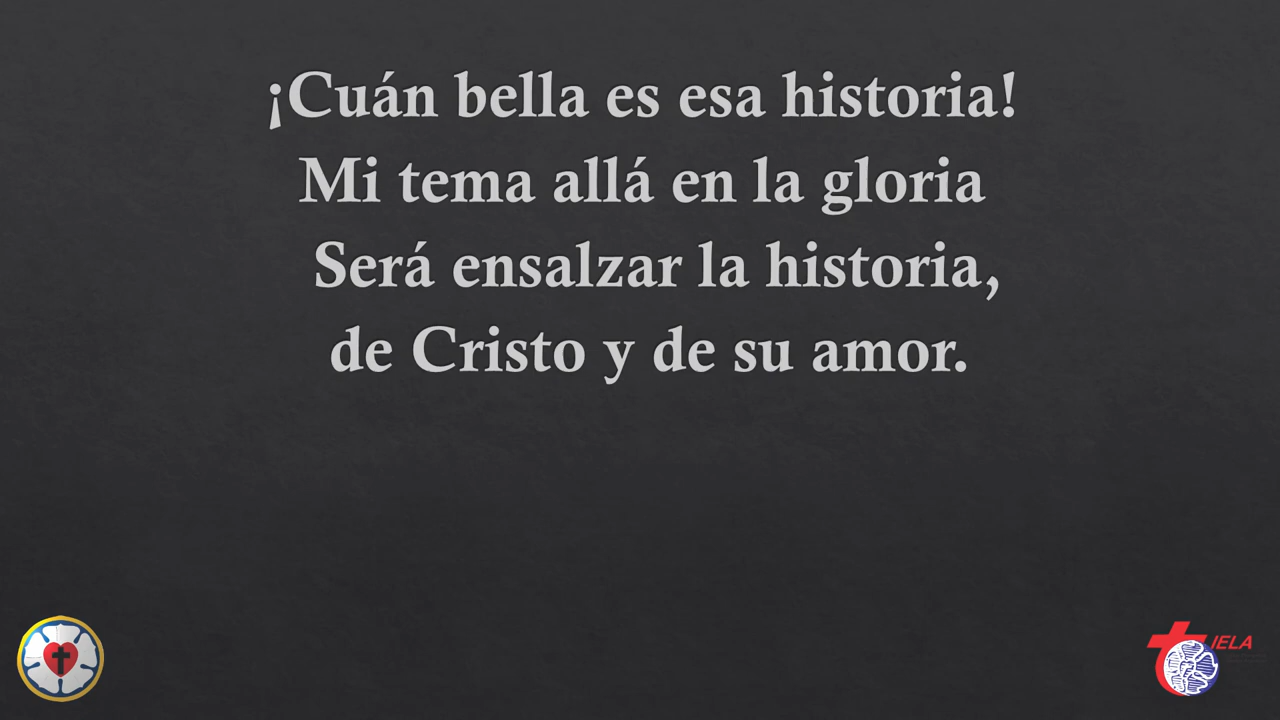 ¡Cuán bella es esa historia!
Mi tema allá en la gloria
Será ensalzar la historia,
de Cristo y de su amor.
IELA